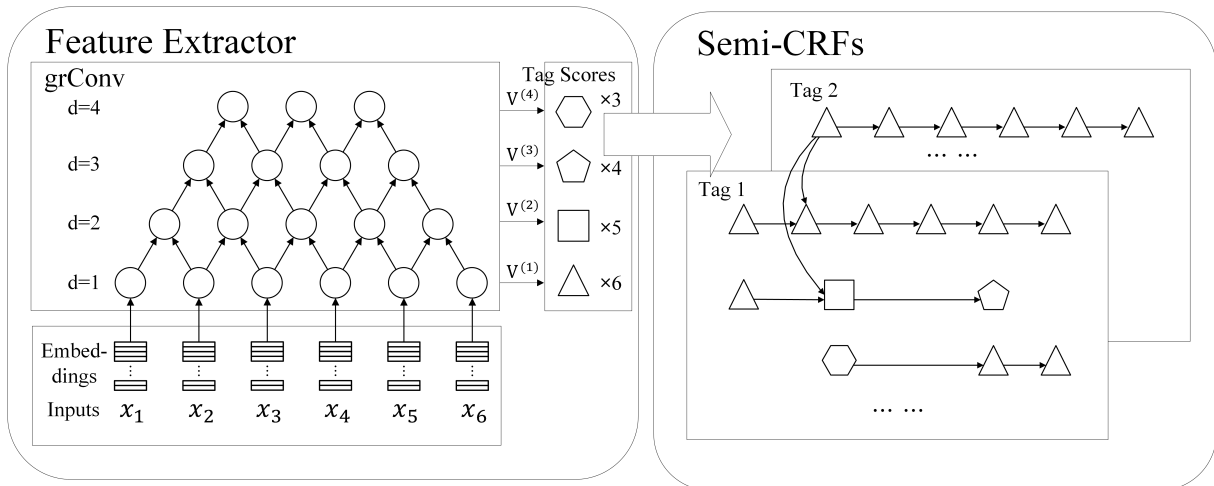 Feature Extractor
grConv
Tag Scores
d=4
V⁽⁴⁾
×3
d=3
V⁽³⁾
×4
d=2
V⁽²⁾
×5
d=1
V⁽¹⁾
×6
Embed-
dings
Inputs
x₁ x₂ x₃ x₄ x₅ x₆
Semi-CRFs
Tag 2
... ...
Tag 1
... ...